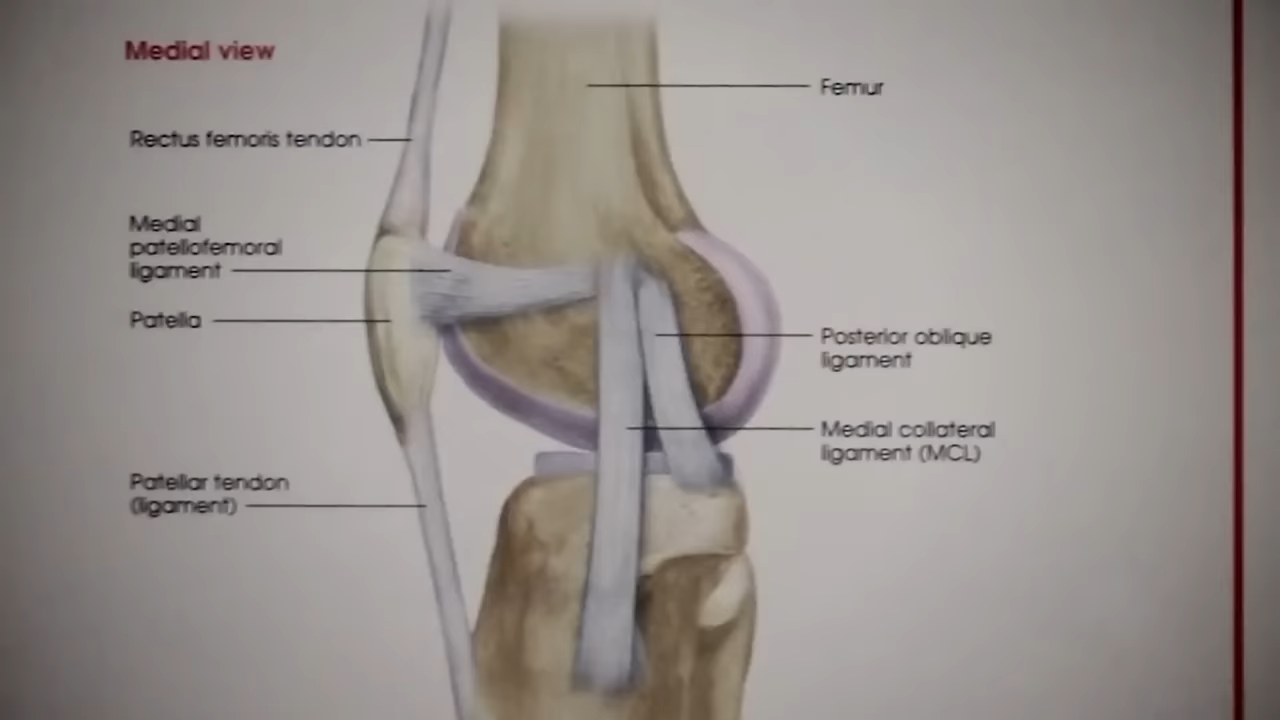 Medial view
Rectus femoris tendon
Medial
patellofemoral
ligament
Patella
Patellar tendon
(ligament)
Femur
Posterior oblique
ligament
Medial collateral
ligament (MCL)